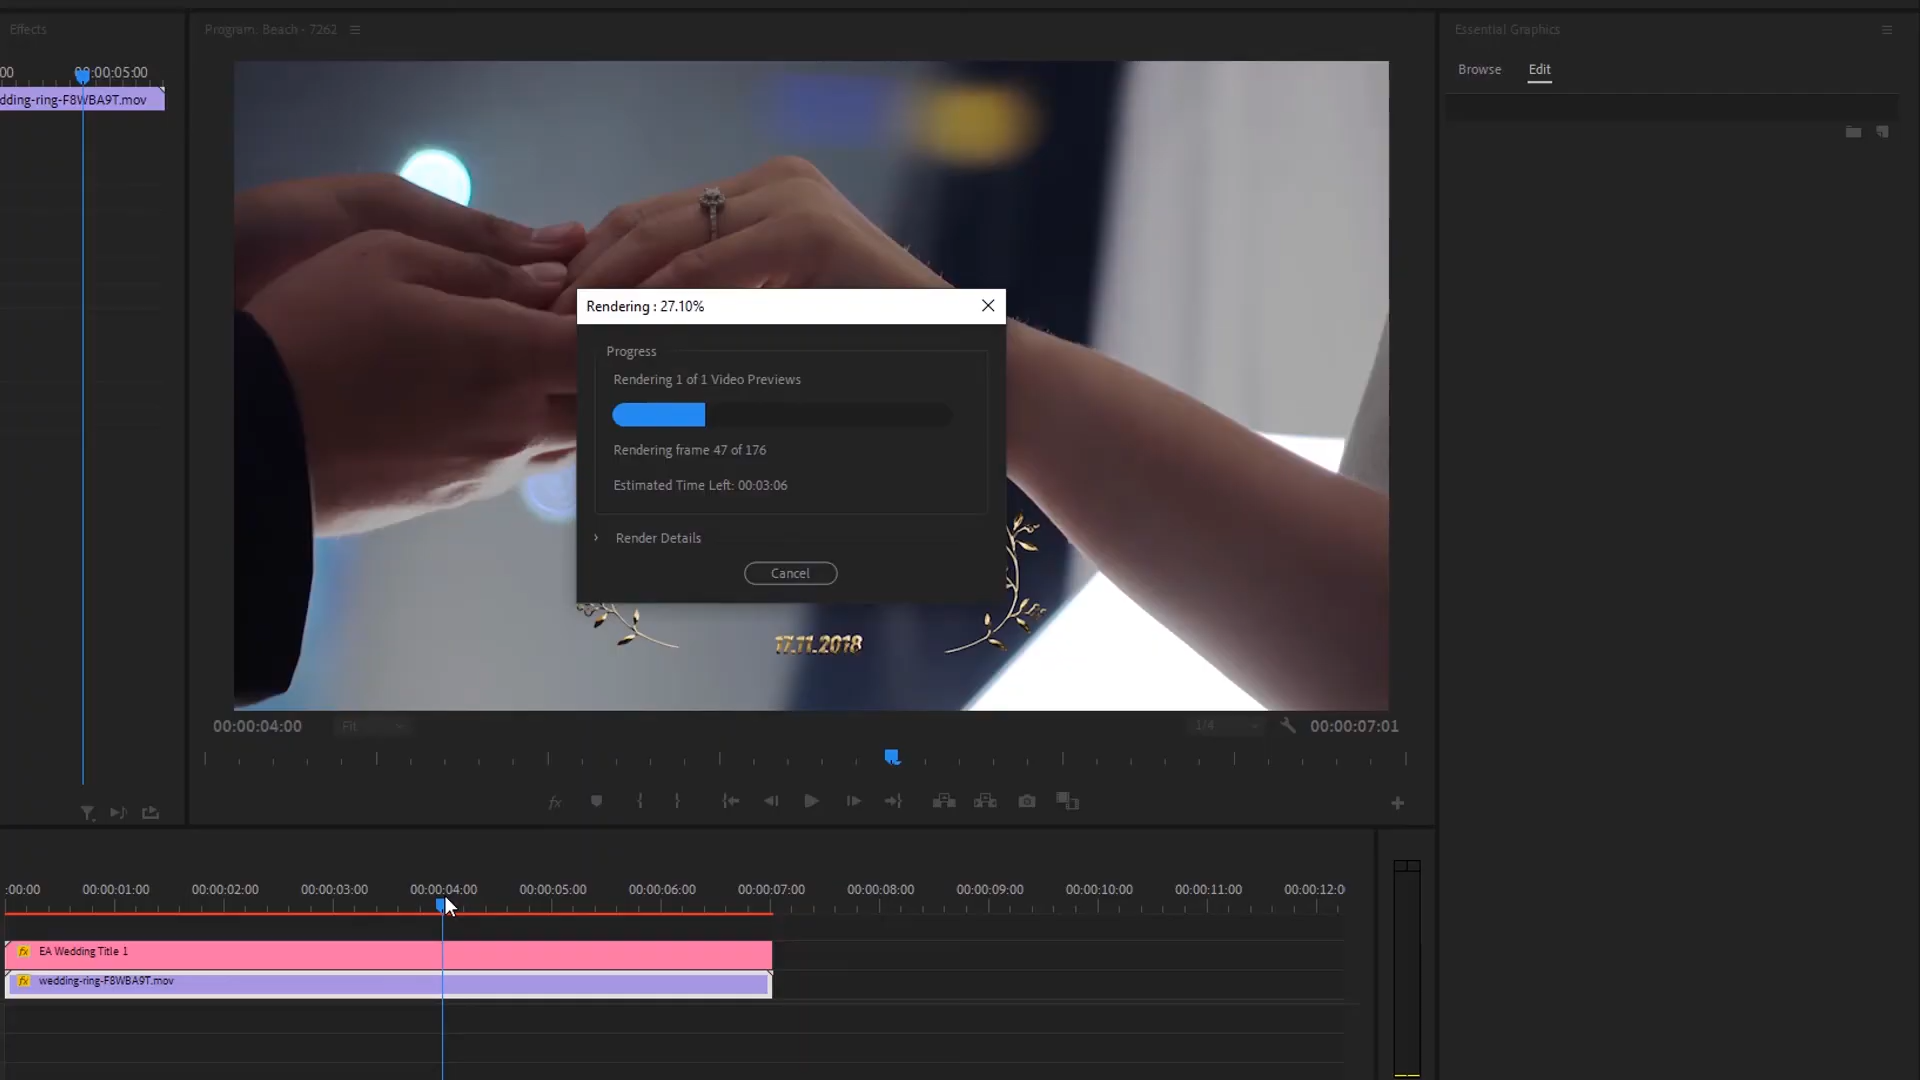 Effects
Program: Beach - 7262
Essential Graphics
Browse
Edit
00
00:00:05:00
dding-ring-F8WBA9T.mov
Rendering : 27.10%
Progress
Rendering 1 of 1 Video Previews
Rendering frame 47 of 176
Estimated Time Left: 00:03:06
Render Details
Cancel
17.11.2018
00:00:04:00
Fit
1/4
00:00:07:01
:00:00
00:00:01:00
00:00:02:00
00:00:03:00
00:00:04:00
00:00:05:00
00:00:06:00
00:00:07:00
00:00:08:00
00:00:09:00
00:00:10:00
00:00:11:00
00:00:12:0
fx EA Wedding Title 1
fx wedding-ring-F8WBA9T.mov